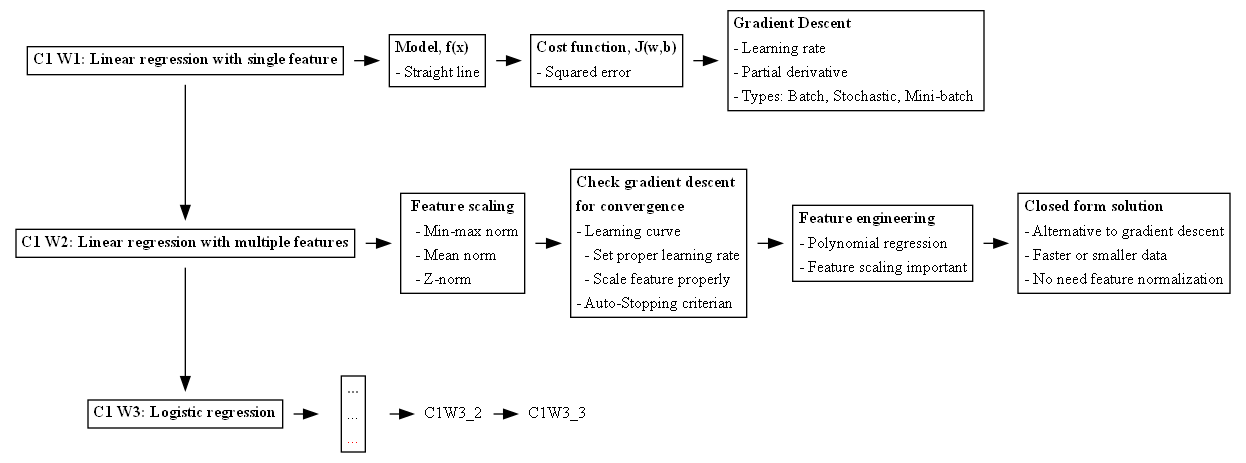 C1 W1: Linear regression with single feature
Model, f(x)
- Straight line
Cost function, J(w,b)
- Squared error
Gradient Descent
- Learning rate
- Partial derivative
- Types: Batch, Stochastic, Mini-batch
C1 W2: Linear regression with multiple features
Feature scaling
- Min-max norm
- Mean norm
- Z-norm
Check gradient descent
for convergence
- Learning curve
- Set proper learning rate
- Scale feature properly
- Auto-Stopping criterian
Feature engineering
- Polynomial regression
- Feature scaling important
Closed form solution
- Alternative to gradient descent
- Faster or smaller data
- No need feature normalization
C1 W3: Logistic regression
...
...
...
C1W3_2
C1W3_3